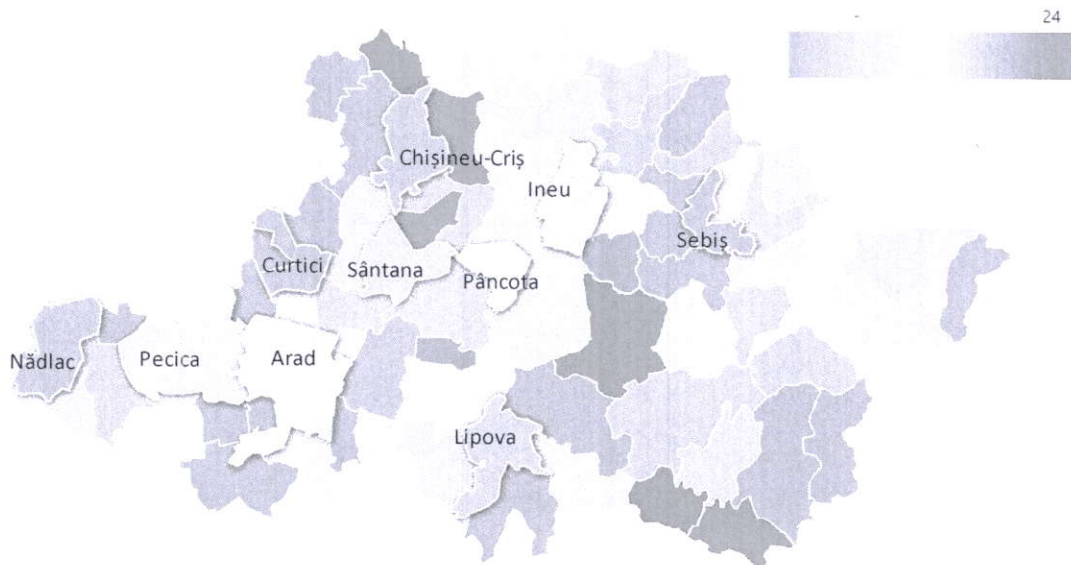 - 24
Chișineu-Criș
Ineu
Sebiș
Curtici
Sântana
Pâncota
Nădlac
Pecica
Arad
Lipova